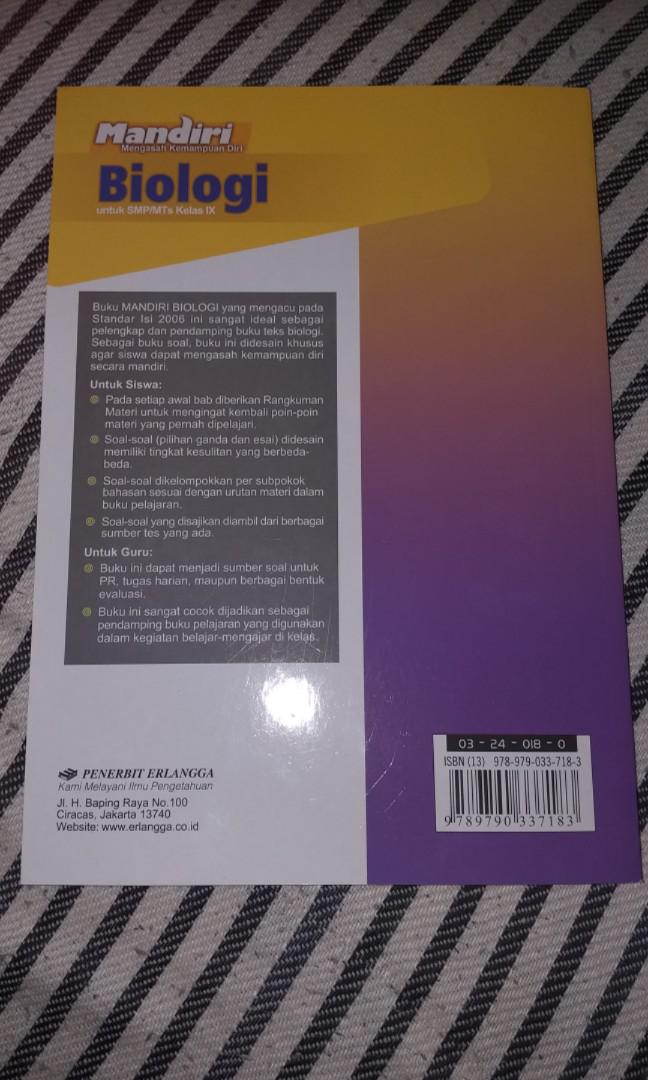 Mandiri
Mengasah Kemampuan Diri
Biologi
untuk SMP/MTs Kelas IX
Buku MANDIRI BIOLOGI yang mengacu pada
Standar Isi 2006 ini sangat ideal sebagai
pelengkap dan pendamping buku teks biologi.
Sebagai buku soal, buku ini didesain khusus
agar siswa dapat mengasah kemampuan diri
secara mandiri.
Untuk Siswa:
Pada setiap awal bab diberikan Rangkuman
Materi untuk mengingat kembali poin-poin
materi yang pernah dipelajari.
Soal-soal (pilihan ganda dan esai) didesain
memiliki tingkat kesulitan yang berbeda-
beda.
Soal-soal dikelompokkan per subpokok
bahasan sesuai dengan urutan materi dalam
buku pelajaran.
Soal-soal yang disajikan diambil dari berbagai
sumber tes yang ada.
Untuk Guru:
Buku ini dapat menjadi sumber soal untuk
PR, tugas harian, maupun berbagai bentuk
evaluasi.
Buku ini sangat cocok dijadikan sebagai
pendamping buku pelajaran yang digunakan
dalam kegiatan belajar-mengajar di kelas.
PENERBIT ERLANGGA
Kami Melayani Ilmu Pengetahuan
Jl. H. Baping Raya No.100
Ciracas, Jakarta 13740
Website: www.erlangga.co.id
03 - 24 - 018 - 0
ISBN (13) 978-979-033-718-3
9 789790 337183